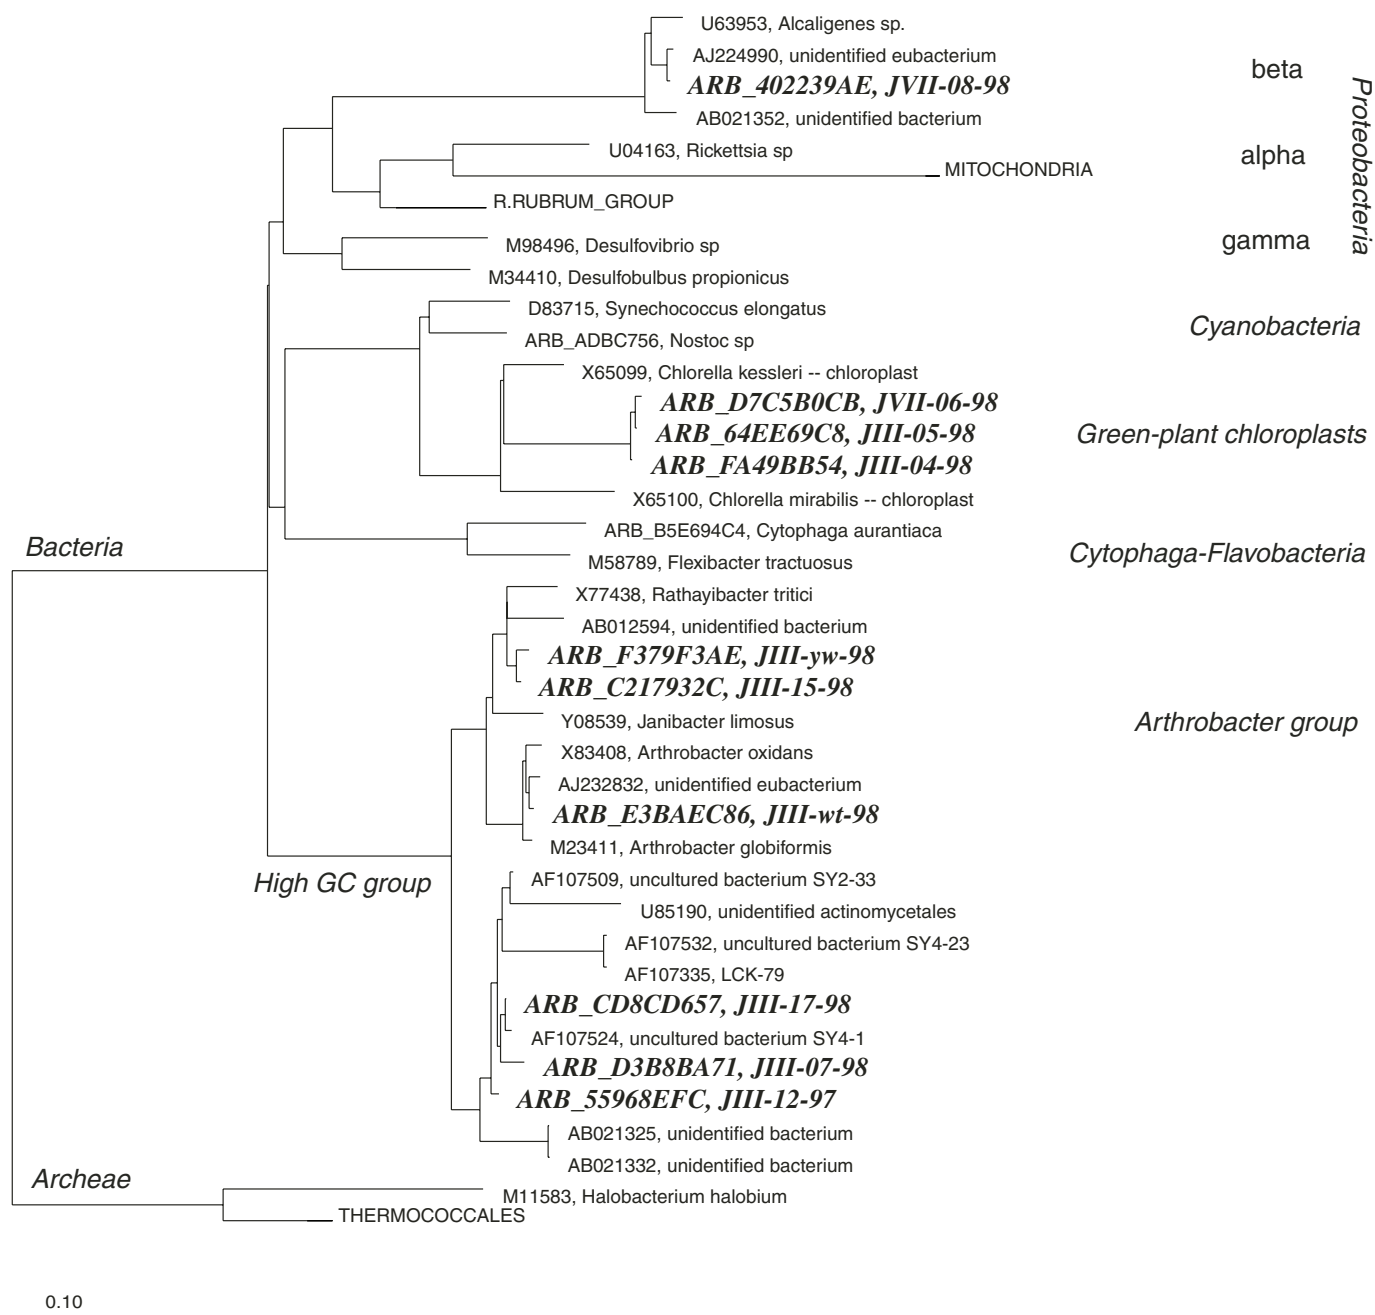 U63953, Alcaligenes sp.
AJ224990, unidentified eubacterium
beta
ARB_402239AE, JVII-08-98
AB021352, unidentified bacterium
U04163, Rickettsia sp
alpha
MITOCHONDRIA
Proteobacteria
R.RUBRUM_GROUP
M98496, Desulfovibrio sp
gamma
M34410, Desulfobulbus propionicus
D83715, Synechococcus elongatus
Cyanobacteria
ARB_ADBC756, Nostoc sp
X65099, Chlorella kessleri -- chloroplast
ARB_D7C5B0CB, JVII-06-98
ARB_64EE69C8, JIII-05-98
Green-plant chloroplasts
ARB_FA49BB54, JIII-04-98
X65100, Chlorella mirabilis -- chloroplast
ARB_B5E694C4, Cytophaga aurantiaca
Bacteria
Cytophaga-Flavobacteria
M58789, Flexibacter tractuosus
X77438, Rathayibacter tritici
AB012594, unidentified bacterium
ARB_F379F3AE, JIII-yw-98
ARB_C217932C, JIII-15-98
Y08539, Janibacter limosus
Arthrobacter group
X83408, Arthrobacter oxidans
AJ232832, unidentified eubacterium
ARB_E3BAEC86, JIII-wt-98
M23411, Arthrobacter globiformis
High GC group
AF107509, uncultured bacterium SY2-33
U85190, unidentified actinomycetales
AF107532, uncultured bacterium SY4-23
AF107335, LCK-79
ARB_CD8CD657, JIII-17-98
AF107524, uncultured bacterium SY4-1
ARB_D3B8BA71, JIII-07-98
ARB_55968EFC, JIII-12-97
AB021325, unidentified bacterium
AB021332, unidentified bacterium
Archeae
M11583, Halobacterium halobium
THERMOCOCCALES
0.10